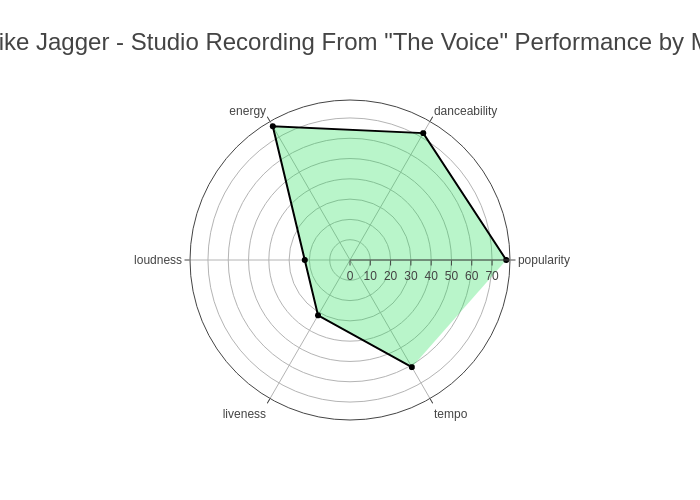 ike Jagger - Studio Recording From "The Voice" Performance by M
energy
danceability
loudness
popularity
0 10 20 30 40 50 60 70
liveness
tempo